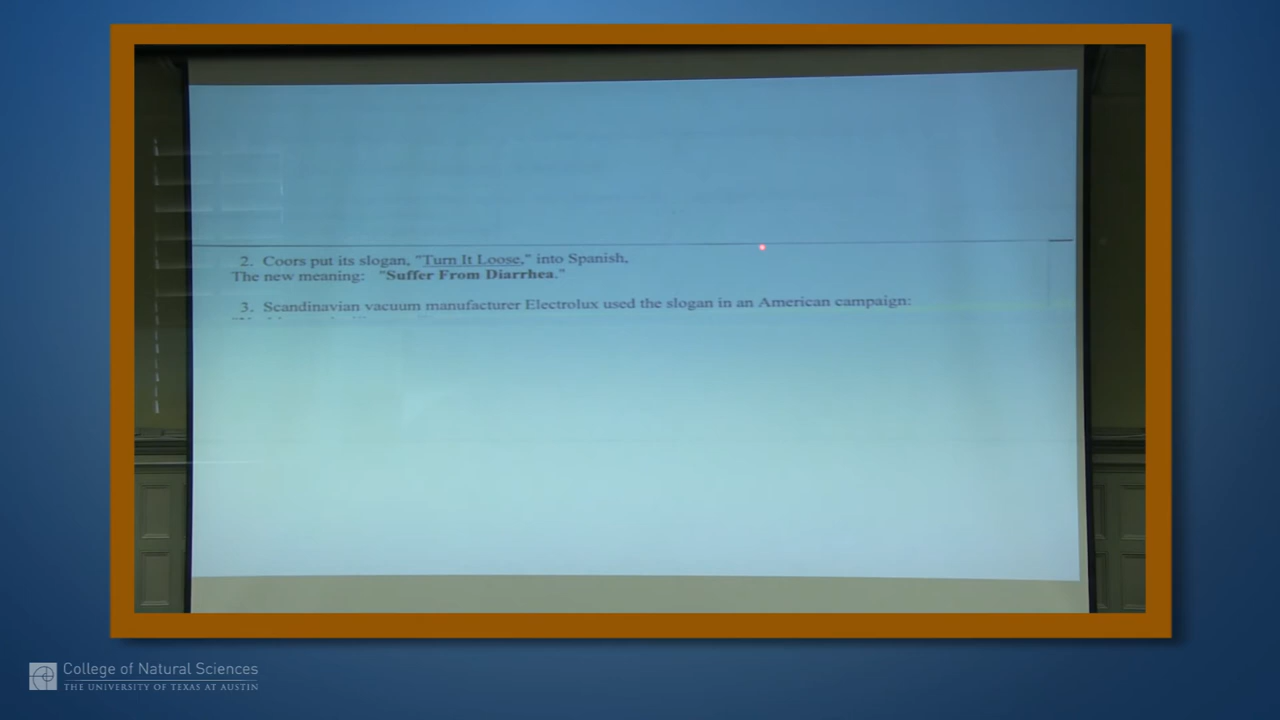 2. Coors put its slogan, "Turn It Loose," into Spanish,
The new meaning: "Suffer From Diarrhea."
3. Scandinavian vacuum manufacturer Electrolux used the slogan in an American campaign:
College of Natural Sciences
THE UNIVERSITY OF TEXAS AT AUSTIN